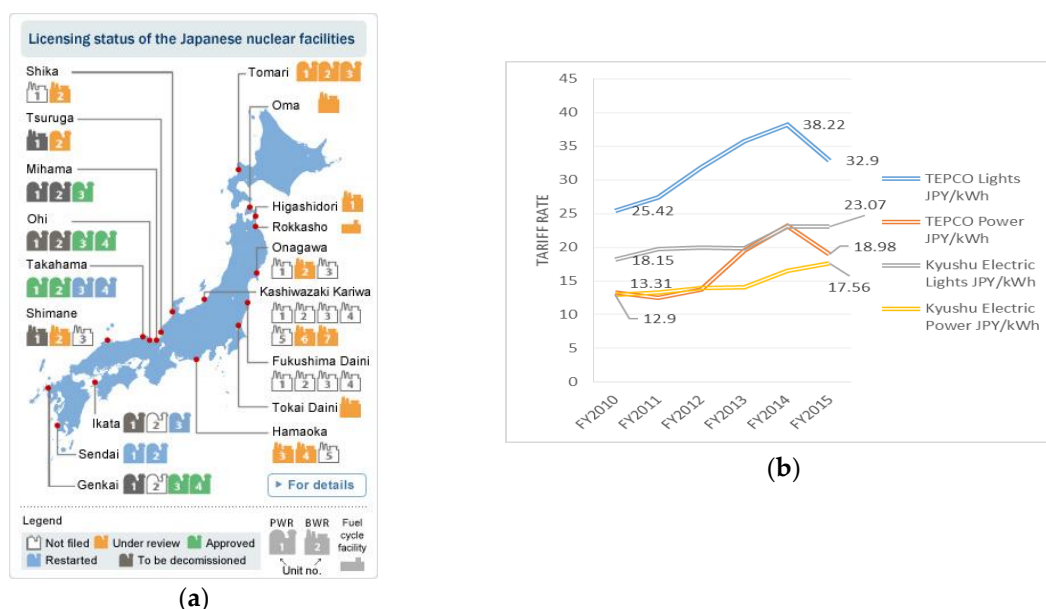 Licensing status of the Japanese nuclear facilities
Shika
1 2
Tsuruga
1 2
Mihama
1 2 3
Ohi
1 2 3 4
Takahama
1 2 3 4
Shimane
1 2 3
Tomari 1 2 3
Oma
Higashidori 1
Rokkasho
Onagawa
1 2 3
Kashiwazaki Kariwa
1 2 3 4
5 6 7
Fukushima Daini
1 2 3 4
Tokai Daini
Hamaoka
3 4 5
Ikata 1 2 3
Sendai 1 2
Genkai 1 2 3 4
For details
Legend
Not filed Under review Approved
Restarted To be decomissioned
PWR BWR Fuel cycle facility
1 2
Unit no.
(a)
TARIFF RATE
45
40
35
30
25
20
15
10
5
0
FY2010 FY2011 FY2012 FY2013 FY2014 FY2015
25.42
38.22
32.9
18.15
23.07
13.31
18.98
12.9
17.56
TEPCO Lights
JPY/kWh
TEPCO Power
JPY/kWh
Kyushu Electric
Lights JPY/kWh
Kyushu Electric
Power JPY/kWh
(b)